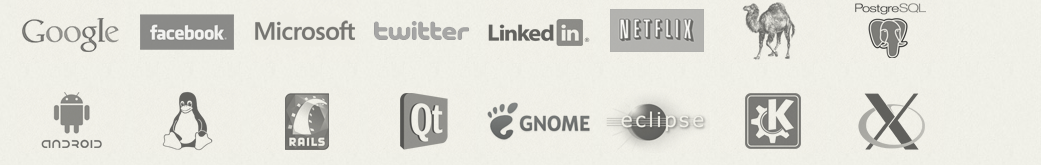 Google
facebook
Microsoft
twitter
Linked in
NETFLIX
PostgreSQL
ANDROID
RAILS
Qt
GNOME
eclipse
K
X